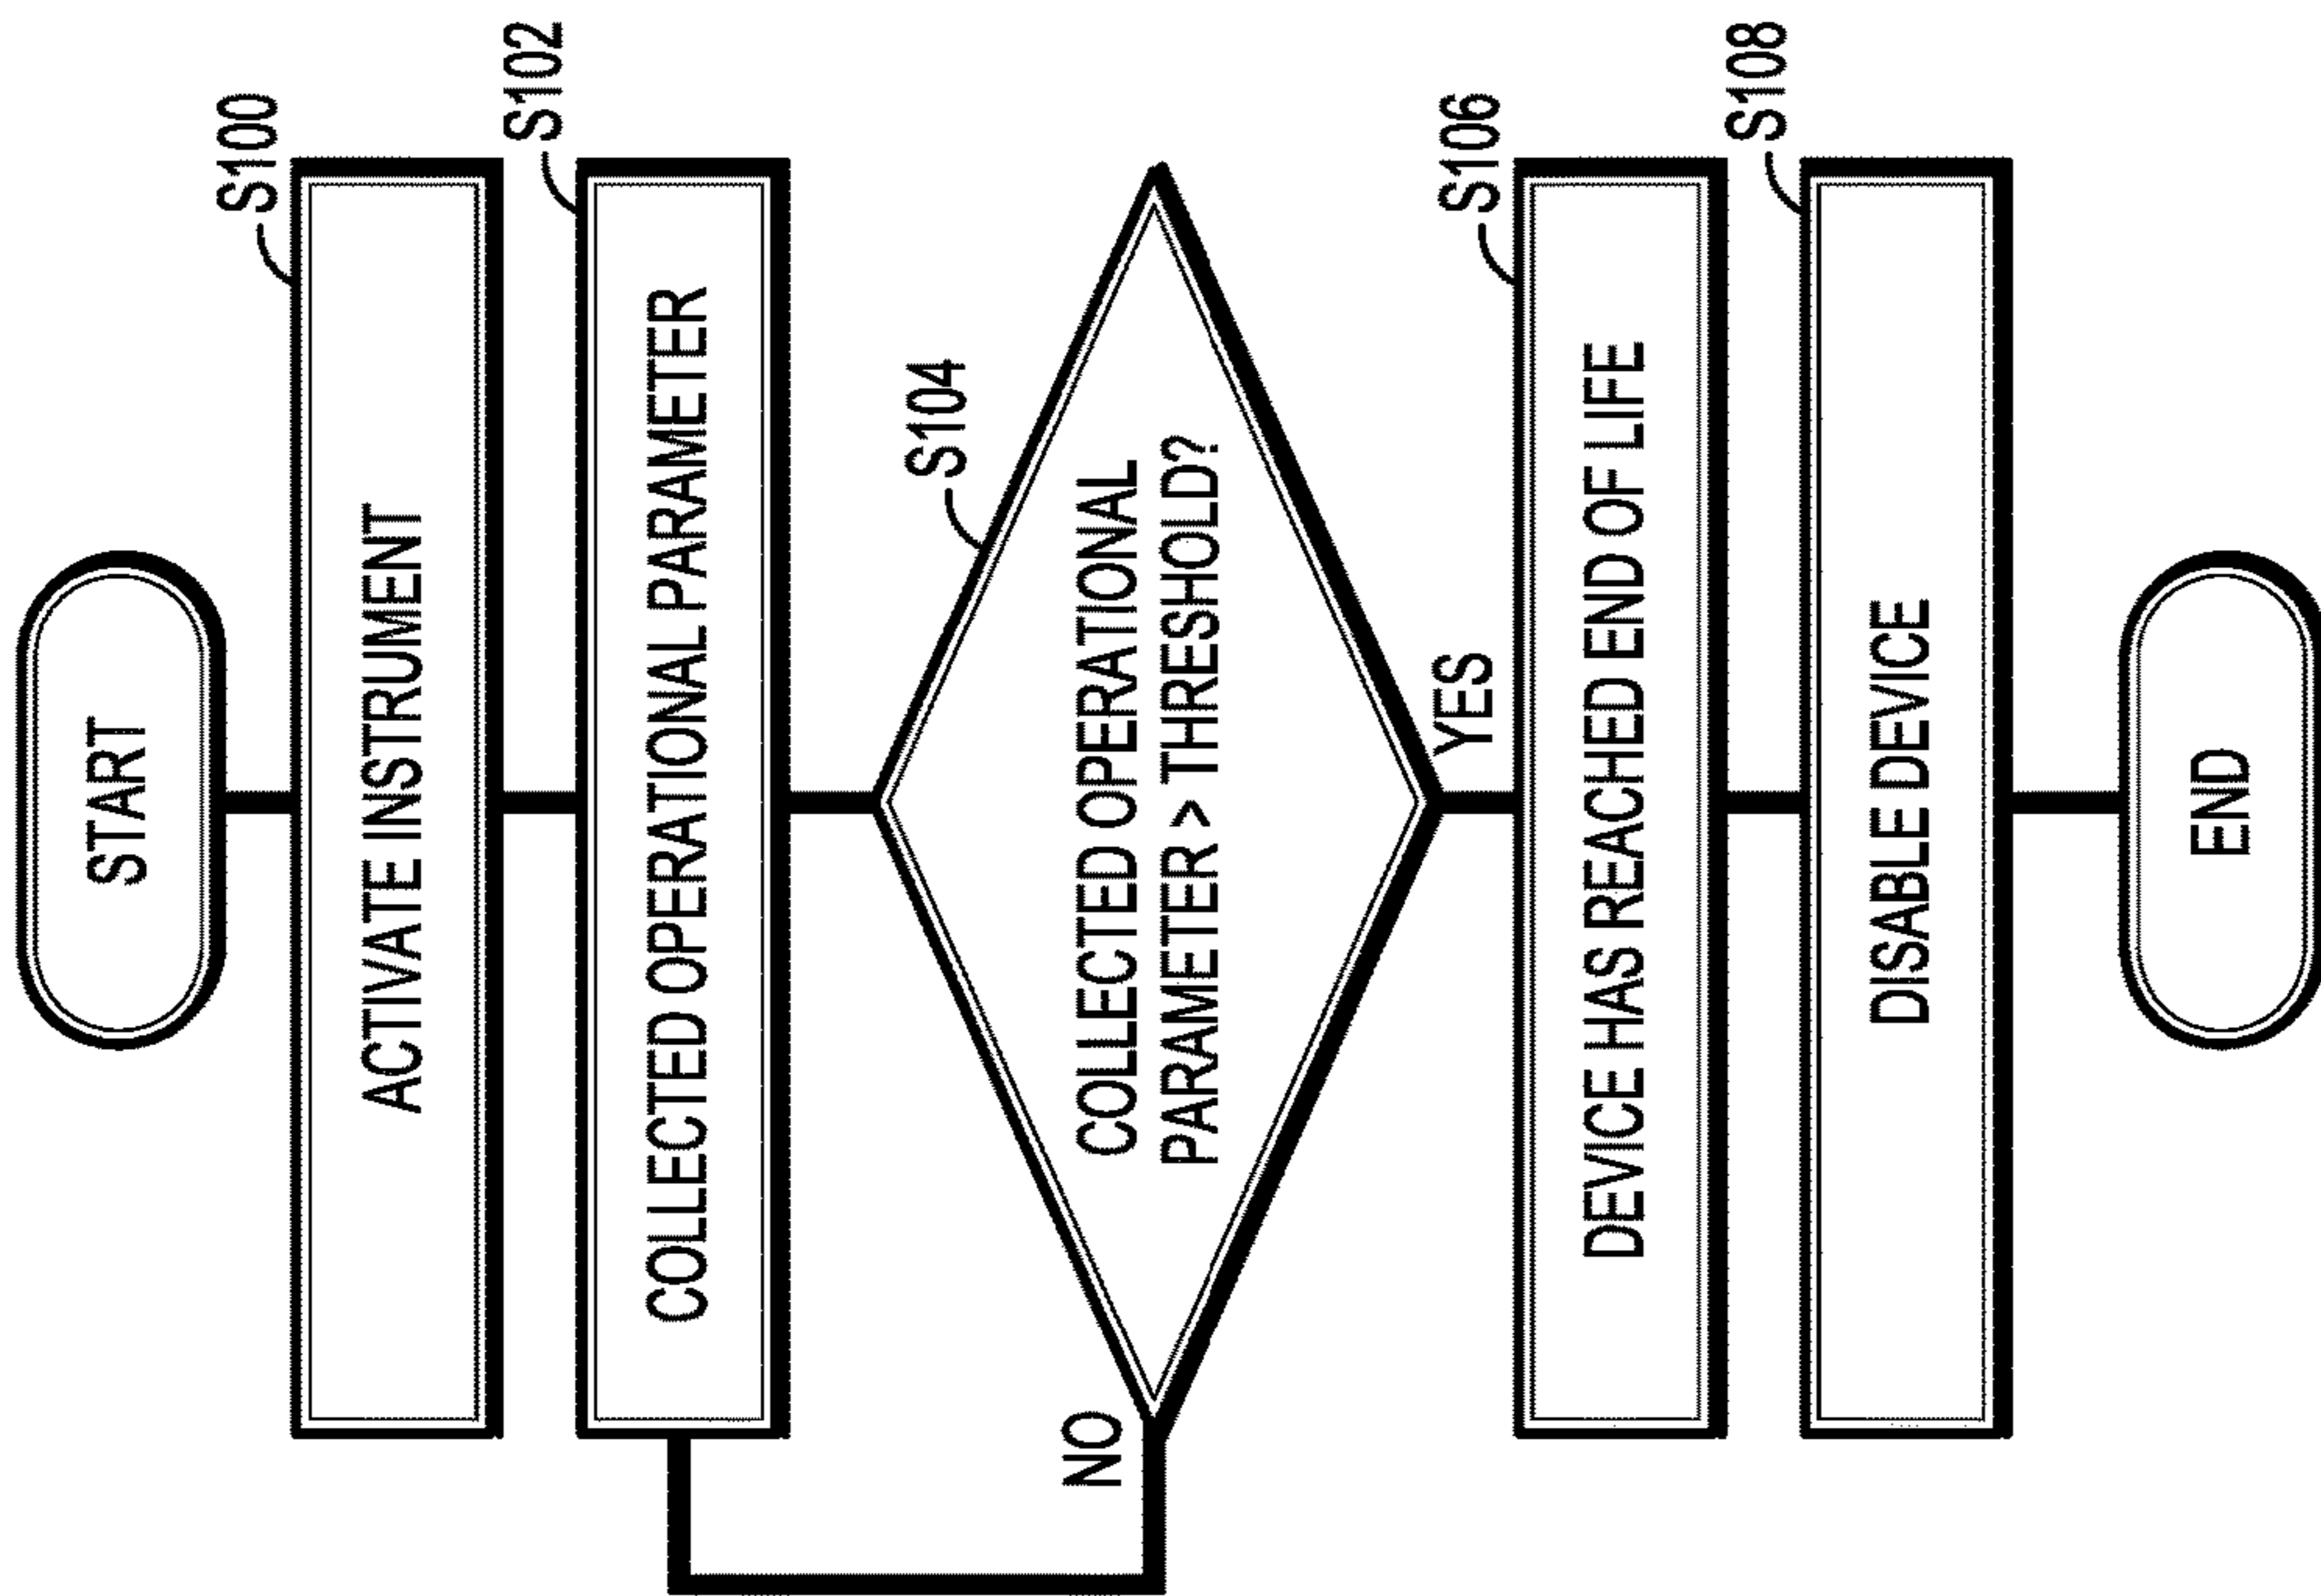 START
S100
ACTIVATE INSTRUMENT
S102
COLLECTED OPERATIONAL PARAMETER
S104
COLLECTED OPERATIONAL
PARAMETER > THRESHOLD?
NO
YES
S106
DEVICE HAS REACHED END OF LIFE
S108
DISABLE DEVICE
END